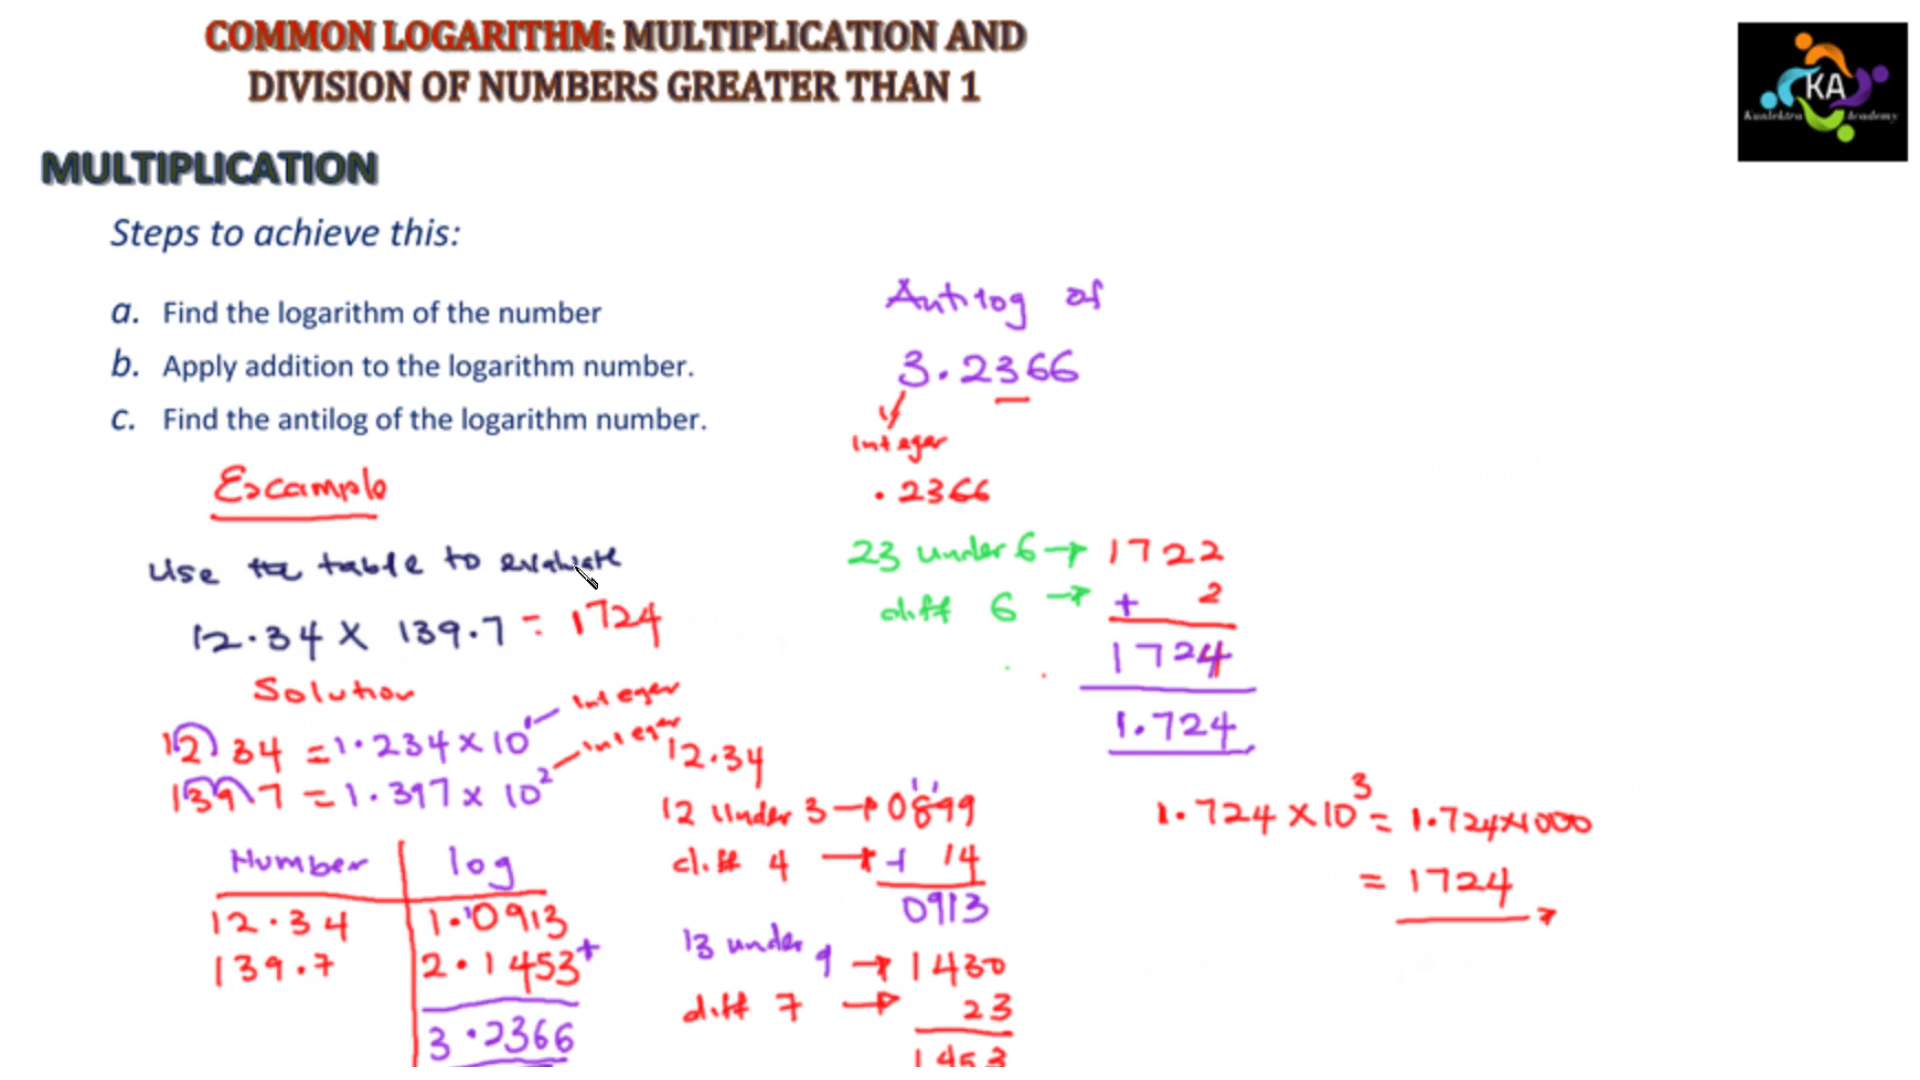 COMMON LOGARITHM: MULTIPLICATION AND
DIVISION OF NUMBERS GREATER THAN 1
KA
Kunlektra Academy
MULTIPLICATION
Steps to achieve this:
a. Find the logarithm of the number
b. Apply addition to the logarithm number.
c. Find the antilog of the logarithm number.
Example
Use the table to evaluate
12.34 X 139.7 = 1724
Solution
12 34 = 1.234 x 10¹ Integer
1397 = 1.397 x 10² integer
Number log
12.34 1.0913
139.7 2.1453 +
3.2366
12.34
12 Under 3 → 0899
diff 4 → + 14
0913
13 under 9 → 1430
diff 7 → 23
1453
Antilog of
3.2366
Integer
.2366
23 under 6 → 1722
diff 6 → + 2
1724
1.724
1.724 X 10³ = 1.724x1000
= 1724